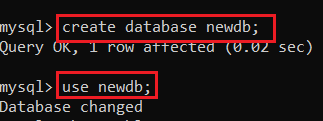 mysql> create database newdb;
Query OK, 1 row affected (0.02 sec)
mysql> use newdb;
Database changed